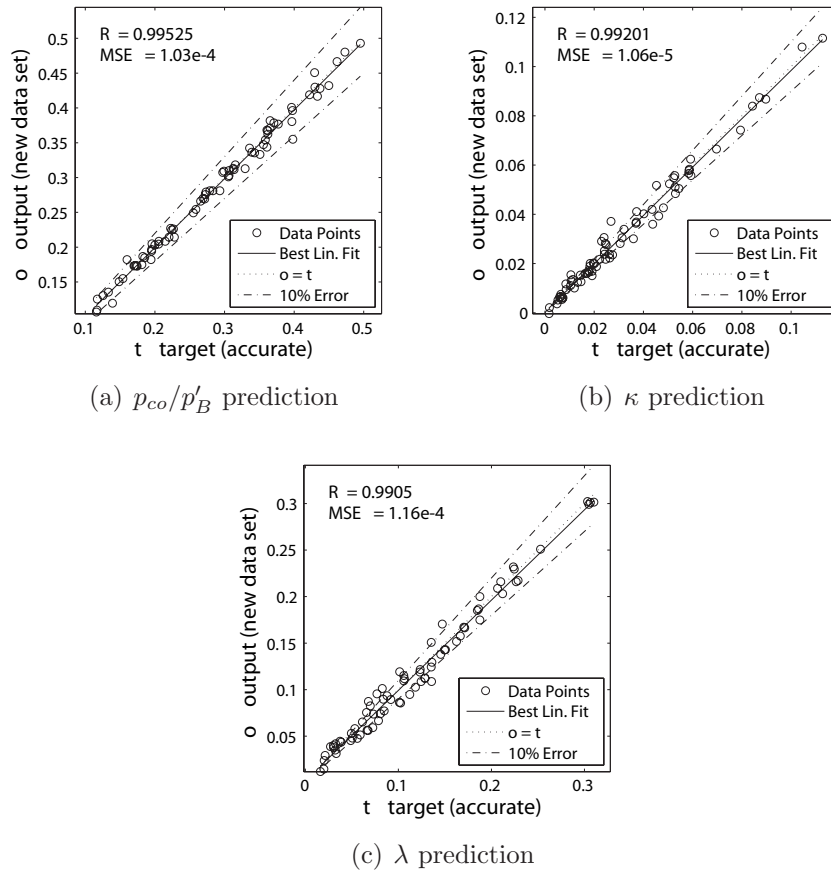 R = 0.99525
MSE = 1.03e-4
0.5
0.45
0.4
0.35
0.3
0.25
0.2
0.15
o output (new data set)
Data Points
Best Lin. Fit
o = t
10% Error
0.1 0.2 0.3 0.4 0.5
t target (accurate)
(a) p_{co}/p'_B prediction
R = 0.99201
MSE = 1.06e-5
0.12
0.1
0.08
0.06
0.04
0.02
0
o output (new data set)
Data Points
Best Lin. Fit
o = t
10% Error
0 0.02 0.04 0.06 0.08 0.1
t target (accurate)
(b) κ prediction
R = 0.9905
MSE = 1.16e-4
0.3
0.25
0.2
0.15
0.1
0.05
o output (new data set)
Data Points
Best Lin. Fit
o = t
10% Error
0 0.1 0.2 0.3
t target (accurate)
(c) λ prediction